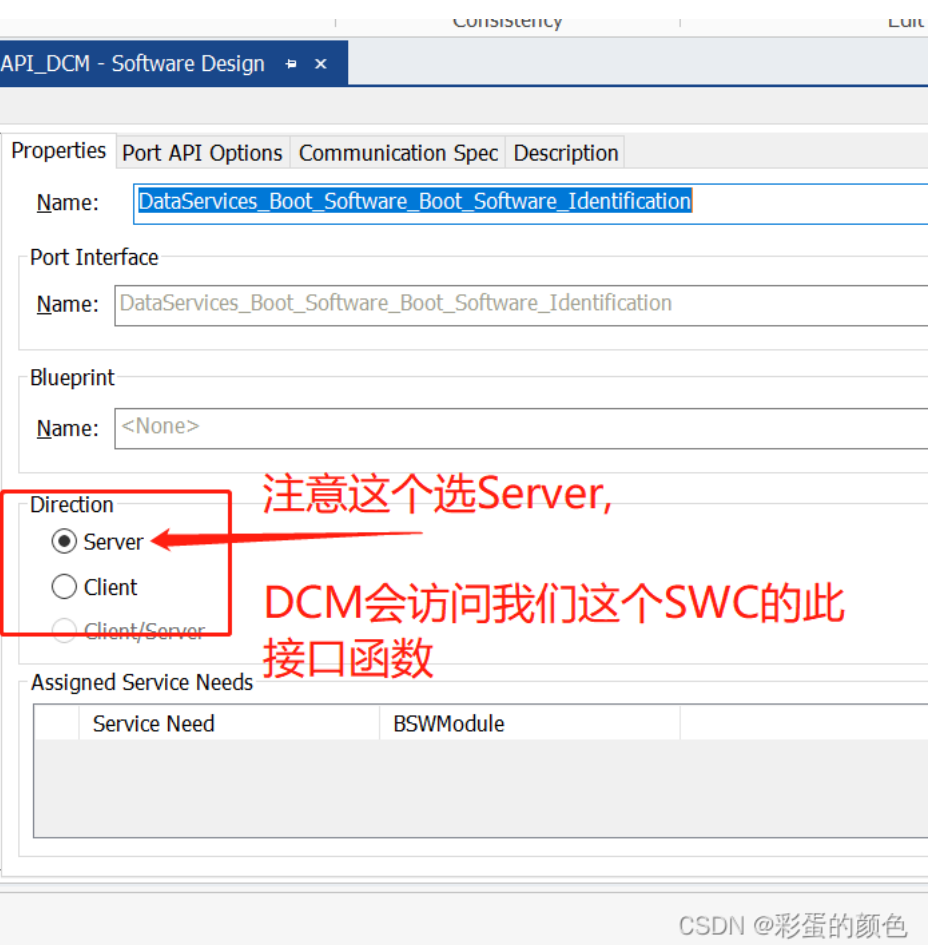 Consistency
Edit
API_DCM - Software Design
Properties
Port API Options
Communication Spec
Description
Name:
DataServices_Boot_Software_Boot_Software_Identification
Port Interface
Name:
DataServices_Boot_Software_Boot_Software_Identification
Blueprint
Name:
<None>
Direction
注意这个选Server,
Server
Client
DCM会访问我们这个SWC的此
接口函数
Client/Server
Assigned Service Needs
Service Need
BSWModule
CSDN @彩蛋的颜色